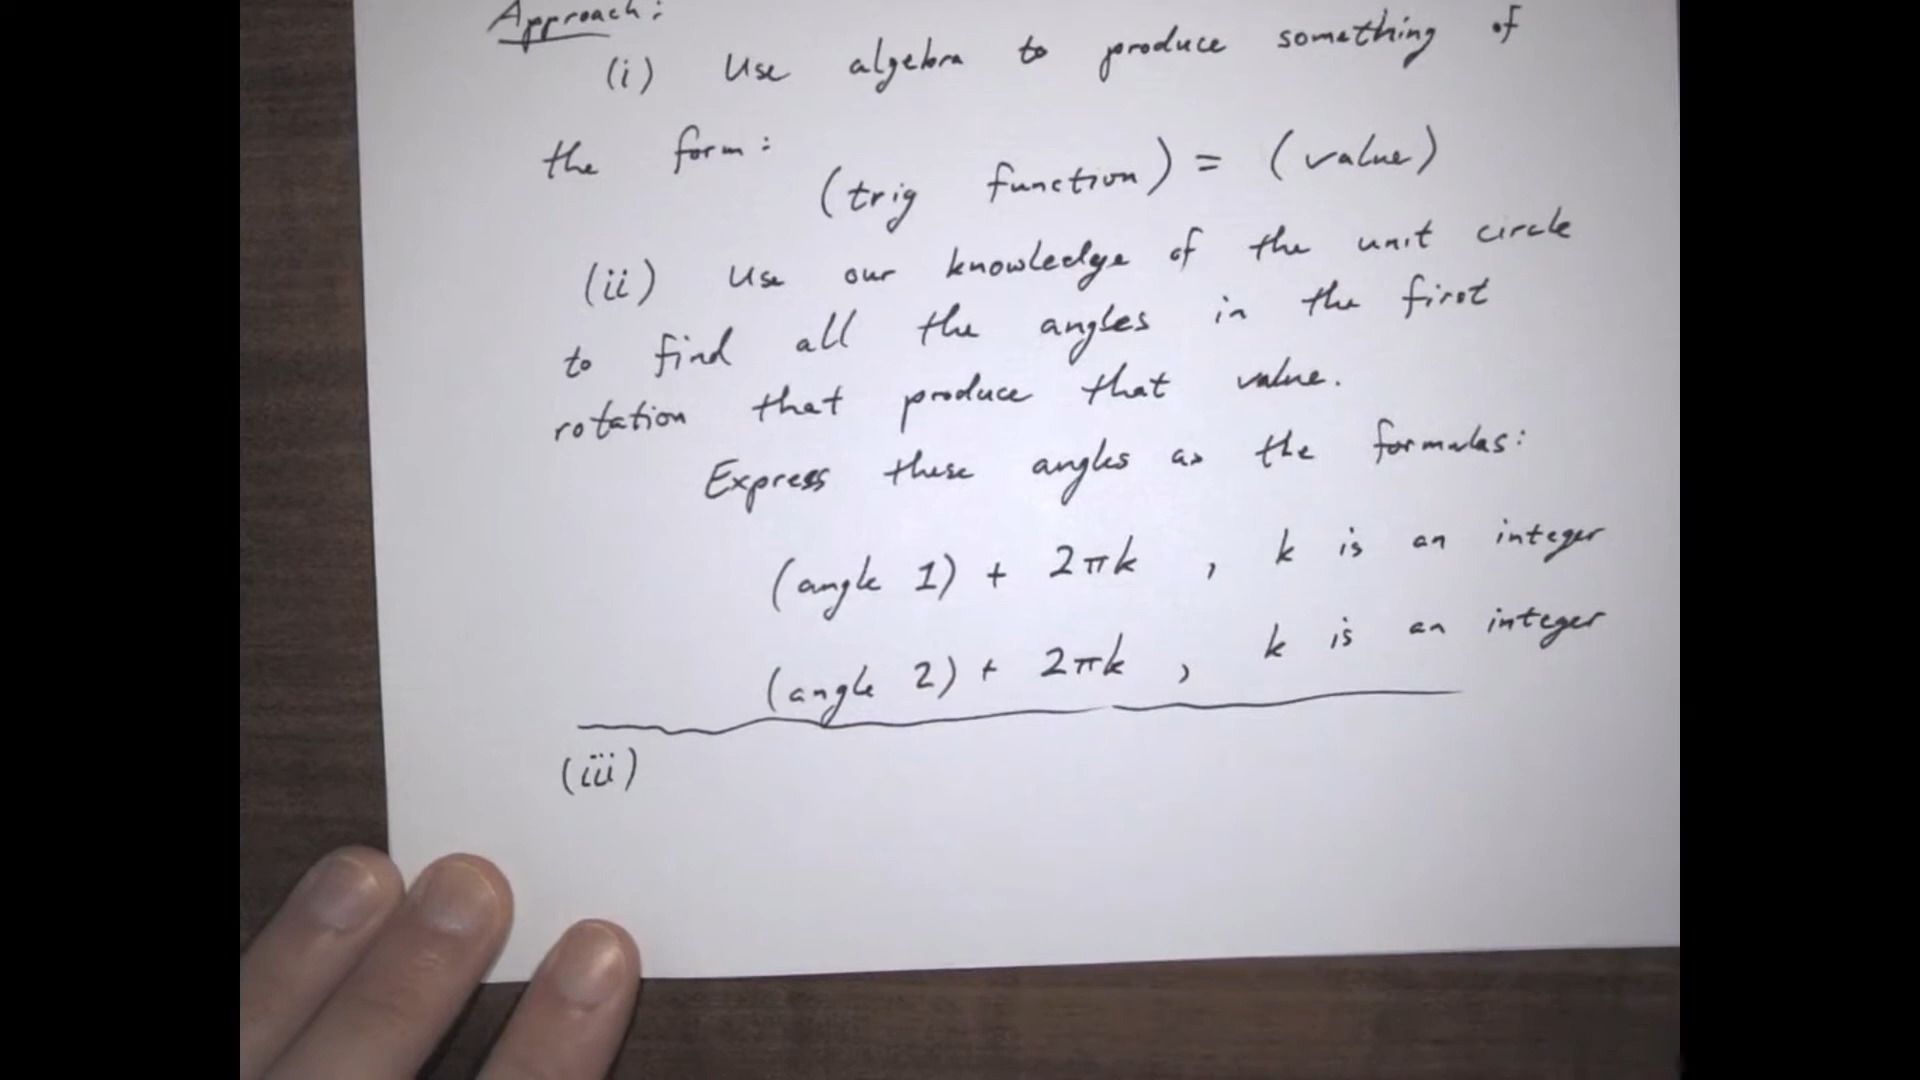 Approach:
(i) Use algebra to produce something of
the form:
(trig function) = (value)
(ii) Use our knowledge of the unit circle
to find all the angles in the first
rotation that produce that value.
Express these angles as the formulas:
(angle 1) + 2πk , k is an integer
(angle 2) + 2πk , k is an integer
(iii)